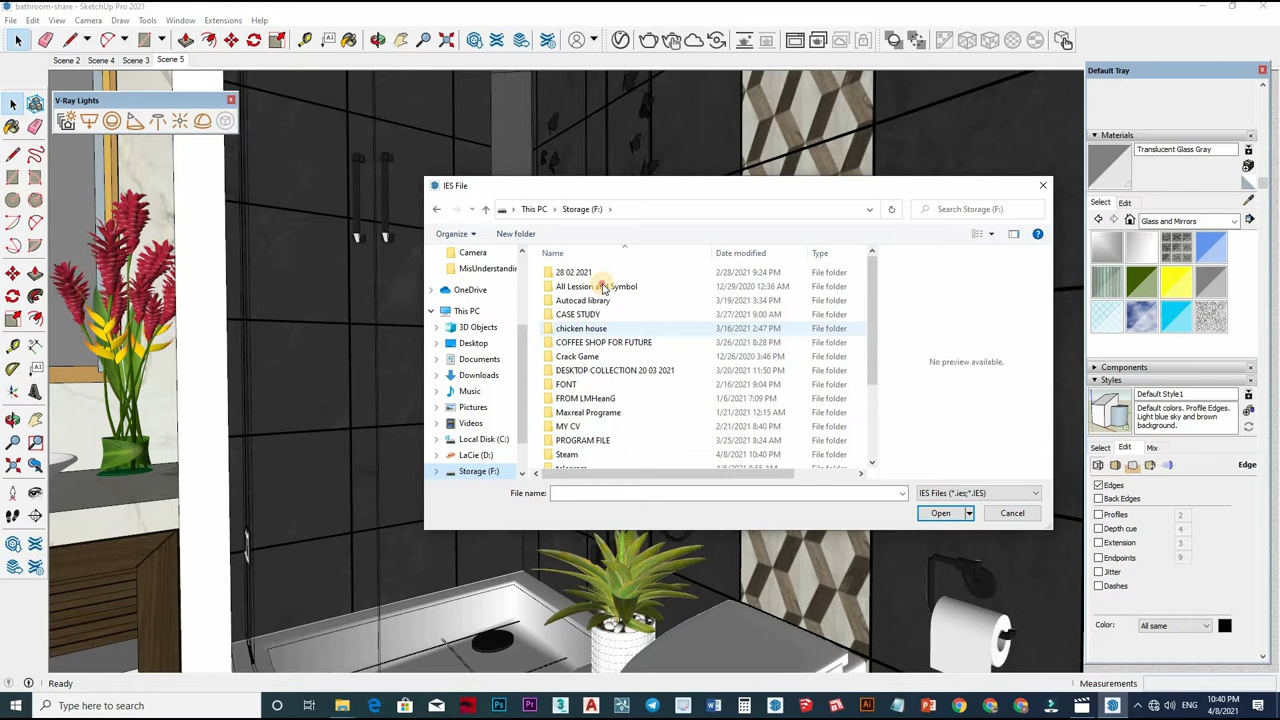 bathroom-share - SketchUp Pro 2021
File Edit View Camera Draw Tools Window Extensions Help
Scene 2 Scene 4 Scene 3 Scene 5
V-Ray Lights
Default Tray
Materials
Translucent Glass Gray
Select Edit
Glass and Mirrors
Components
Styles
Default Style1
Default colors. Profile Edges.
Light blue sky and brown
background.
Select Edit Mix
Edge
Edges
Back Edges
Profiles 2
Depth cue 4
Extension 3
Endpoints 9
Jitter
Dashes
Color: All same
IES File
This PC > Storage (F:) >
Search Storage (F:)
Organize New folder
Camera
MisUnderstandin
OneDrive
This PC
3D Objects
Desktop
Documents
Downloads
Music
Pictures
Videos
Local Disk (C:)
LaCie (D:)
Storage (F:)
Name Date modified Type
28 02 2021 2/28/2021 9:24 PM File folder
All Lession Symbol 12/29/2020 12:36 AM File folder
Autocad library 3/19/2021 3:34 PM File folder
CASE STUDY 3/27/2021 9:00 AM File folder
chicken house 3/16/2021 2:47 PM File folder
COFFEE SHOP FOR FUTURE 3/26/2021 8:28 PM File folder
Crack Game 12/26/2020 3:46 PM File folder
DESKTOP COLLECTION 20 03 2021 3/20/2021 11:50 PM File folder
FONT 2/16/2021 9:04 PM File folder
FROM LMHeanG 1/6/2021 7:09 PM File folder
Maxreal Programe 1/21/2021 12:15 AM File folder
MY CV 2/21/2021 8:40 PM File folder
PROGRAM FILE 3/25/2021 8:24 AM File folder
Steam 4/8/2021 10:40 PM File folder
No preview available.
File name: IES Files (*.ies;*.IES)
Open Cancel
Ready
Measurements
Type here to search
ENG
10:40 PM
4/8/2021